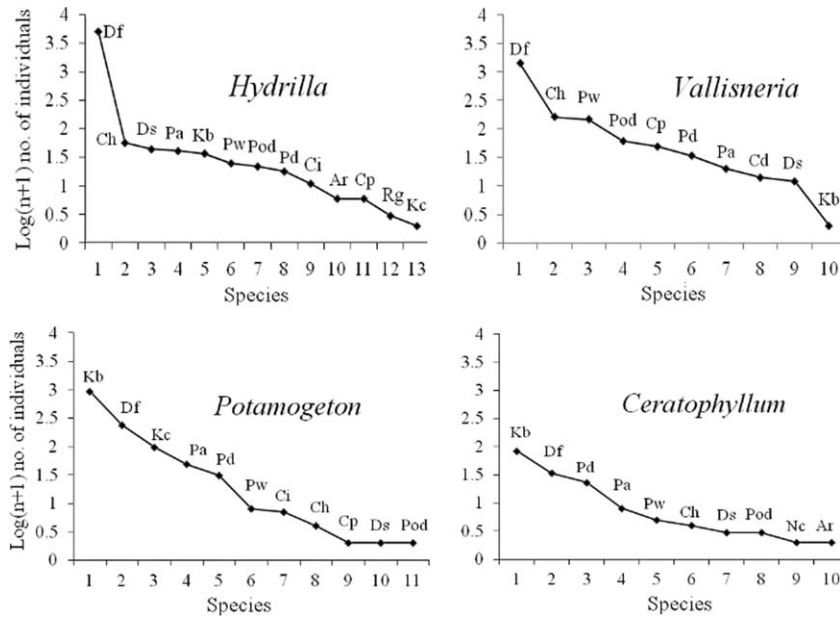 Log(n+1) no. of individuals
4
3.5
3
2.5
2
1.5
1
0.5
0
Df
Ch
Ds
Pa
Kb
Pw
Pod
Pd
Ci
Ar
Cp
Rg
Kc
Hydrilla
1 2 3 4 5 6 7 8 9 10 11 12 13
Species
4
3.5
3
2.5
2
1.5
1
0.5
0
Df
Ch
Pw
Pod
Cp
Pd
Pa
Cd
Ds
Kb
Vallisneria
1 2 3 4 5 6 7 8 9 10
Species
Log(n+1) no. of individuals
4
3.5
3
2.5
2
1.5
1
0.5
0
Kb
Df
Kc
Pa
Pd
Pw
Ci
Ch
Cp
Ds
Pod
Potamogeton
1 2 3 4 5 6 7 8 9 10 11
Species
4
3.5
3
2.5
2
1.5
1
0.5
0
Kb
Df
Pd
Pa
Pw
Ch
Ds
Pod
Nc
Ar
Ceratophyllum
1 2 3 4 5 6 7 8 9 10
Species